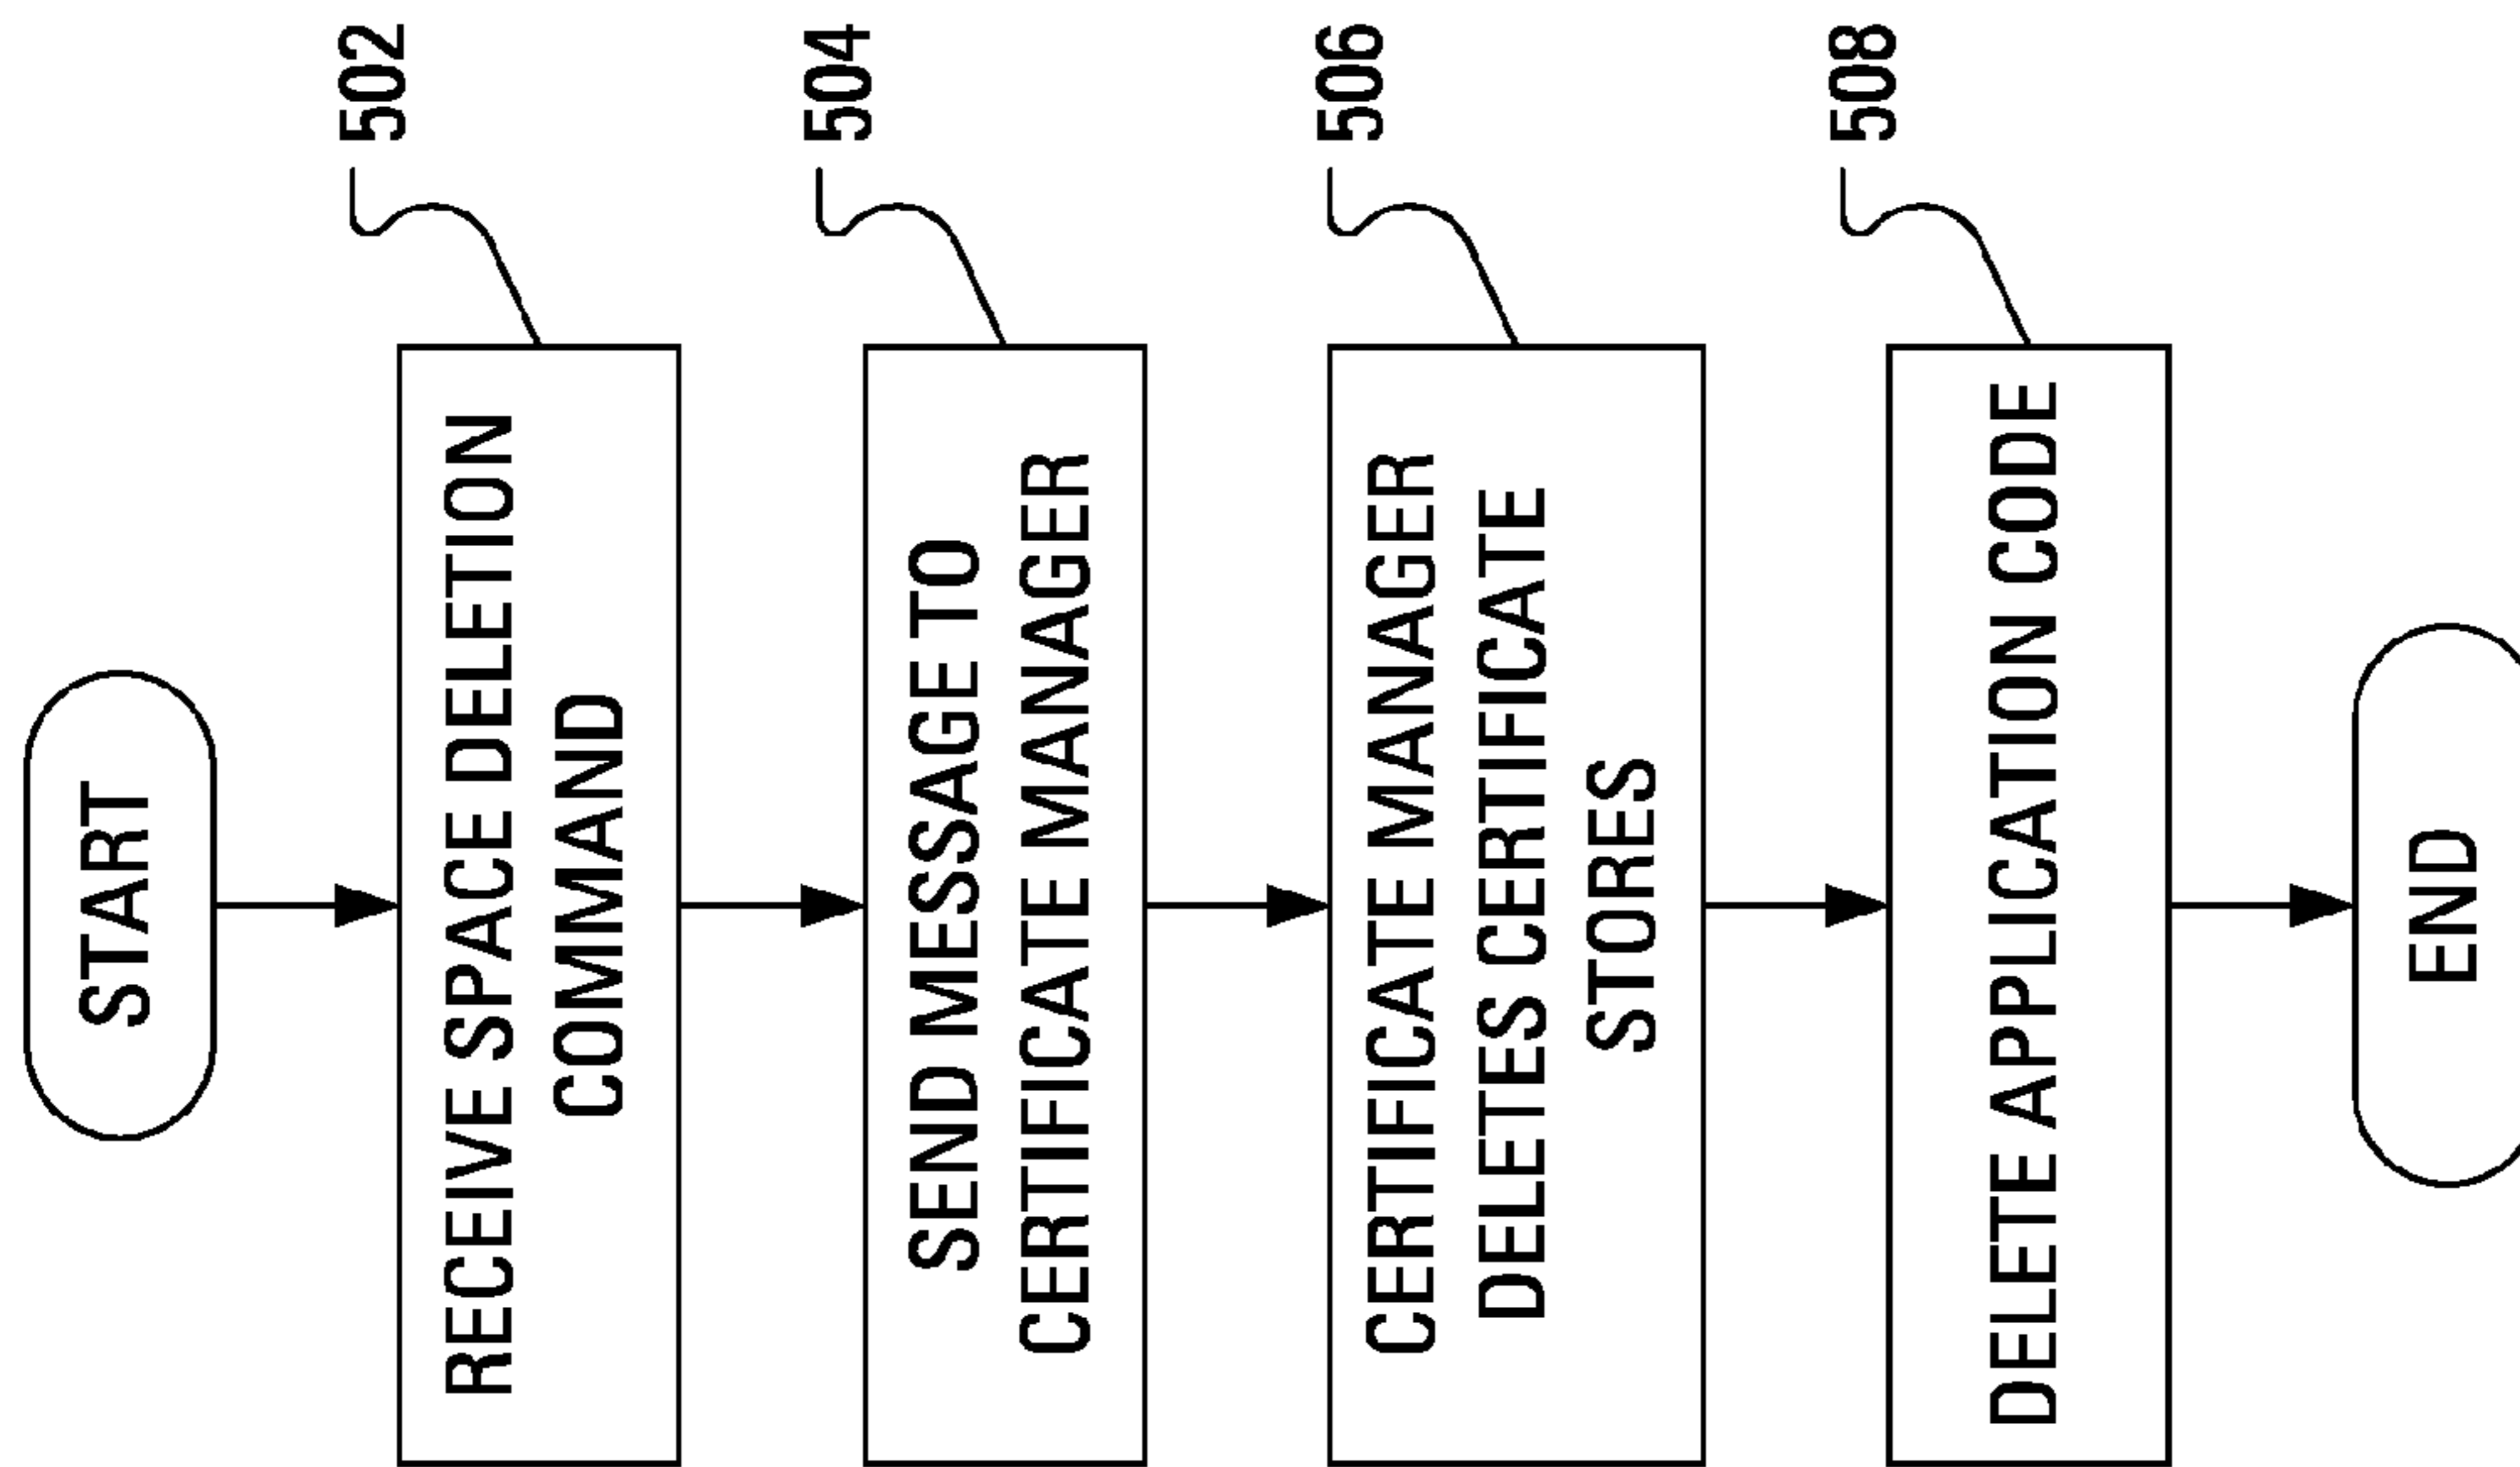 START
502
RECEIVE SPACE DELETION
COMMAND
504
SEND MESSAGE TO
CERTIFICATE MANAGER
506
CERTIFICATE MANAGER
DELETES CERTIFICATE
STORES
508
DELETE APPLICATION CODE
END